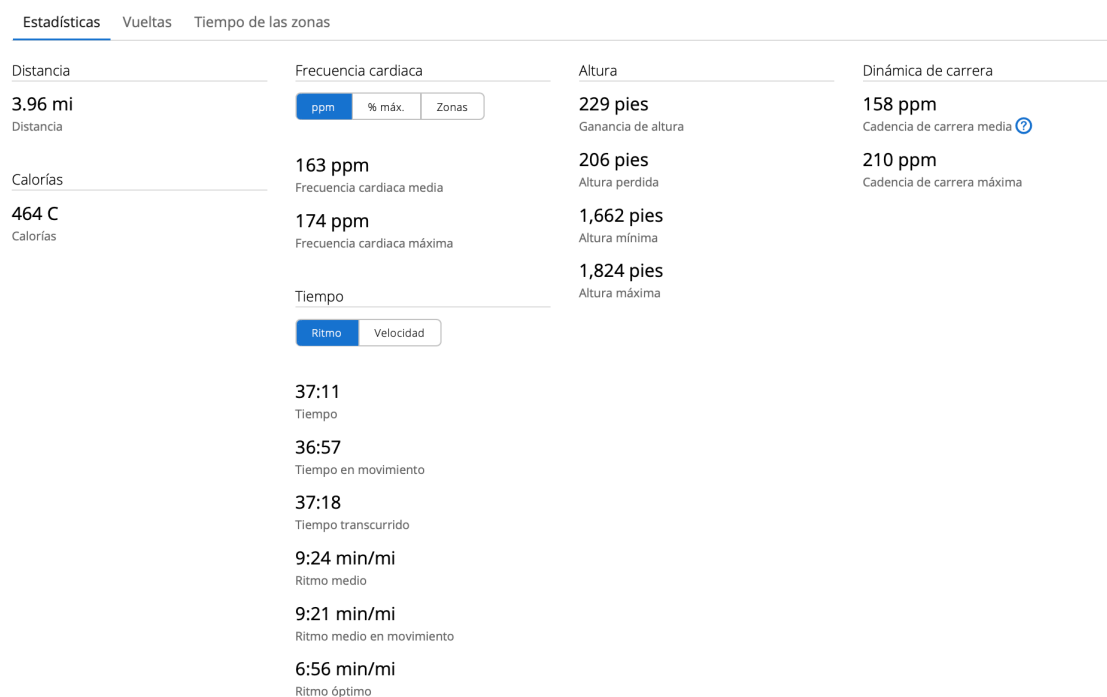 Estadísticas Vueltas Tiempo de las zonas
Distancia
3.96 mi
Distancia
Calorías
464 C
Calorías
Frecuencia cardiaca
ppm % máx. Zonas
163 ppm
Frecuencia cardiaca media
174 ppm
Frecuencia cardiaca máxima
Tiempo
Ritmo Velocidad
37:11
Tiempo
36:57
Tiempo en movimiento
37:18
Tiempo transcurrido
9:24 min/mi
Ritmo medio
9:21 min/mi
Ritmo medio en movimiento
6:56 min/mi
Ritmo óptimo
Altura
229 pies
Ganancia de altura
206 pies
Altura perdida
1,662 pies
Altura mínima
1,824 pies
Altura máxima
Dinámica de carrera
158 ppm
Cadencia de carrera media ?
210 ppm
Cadencia de carrera máxima